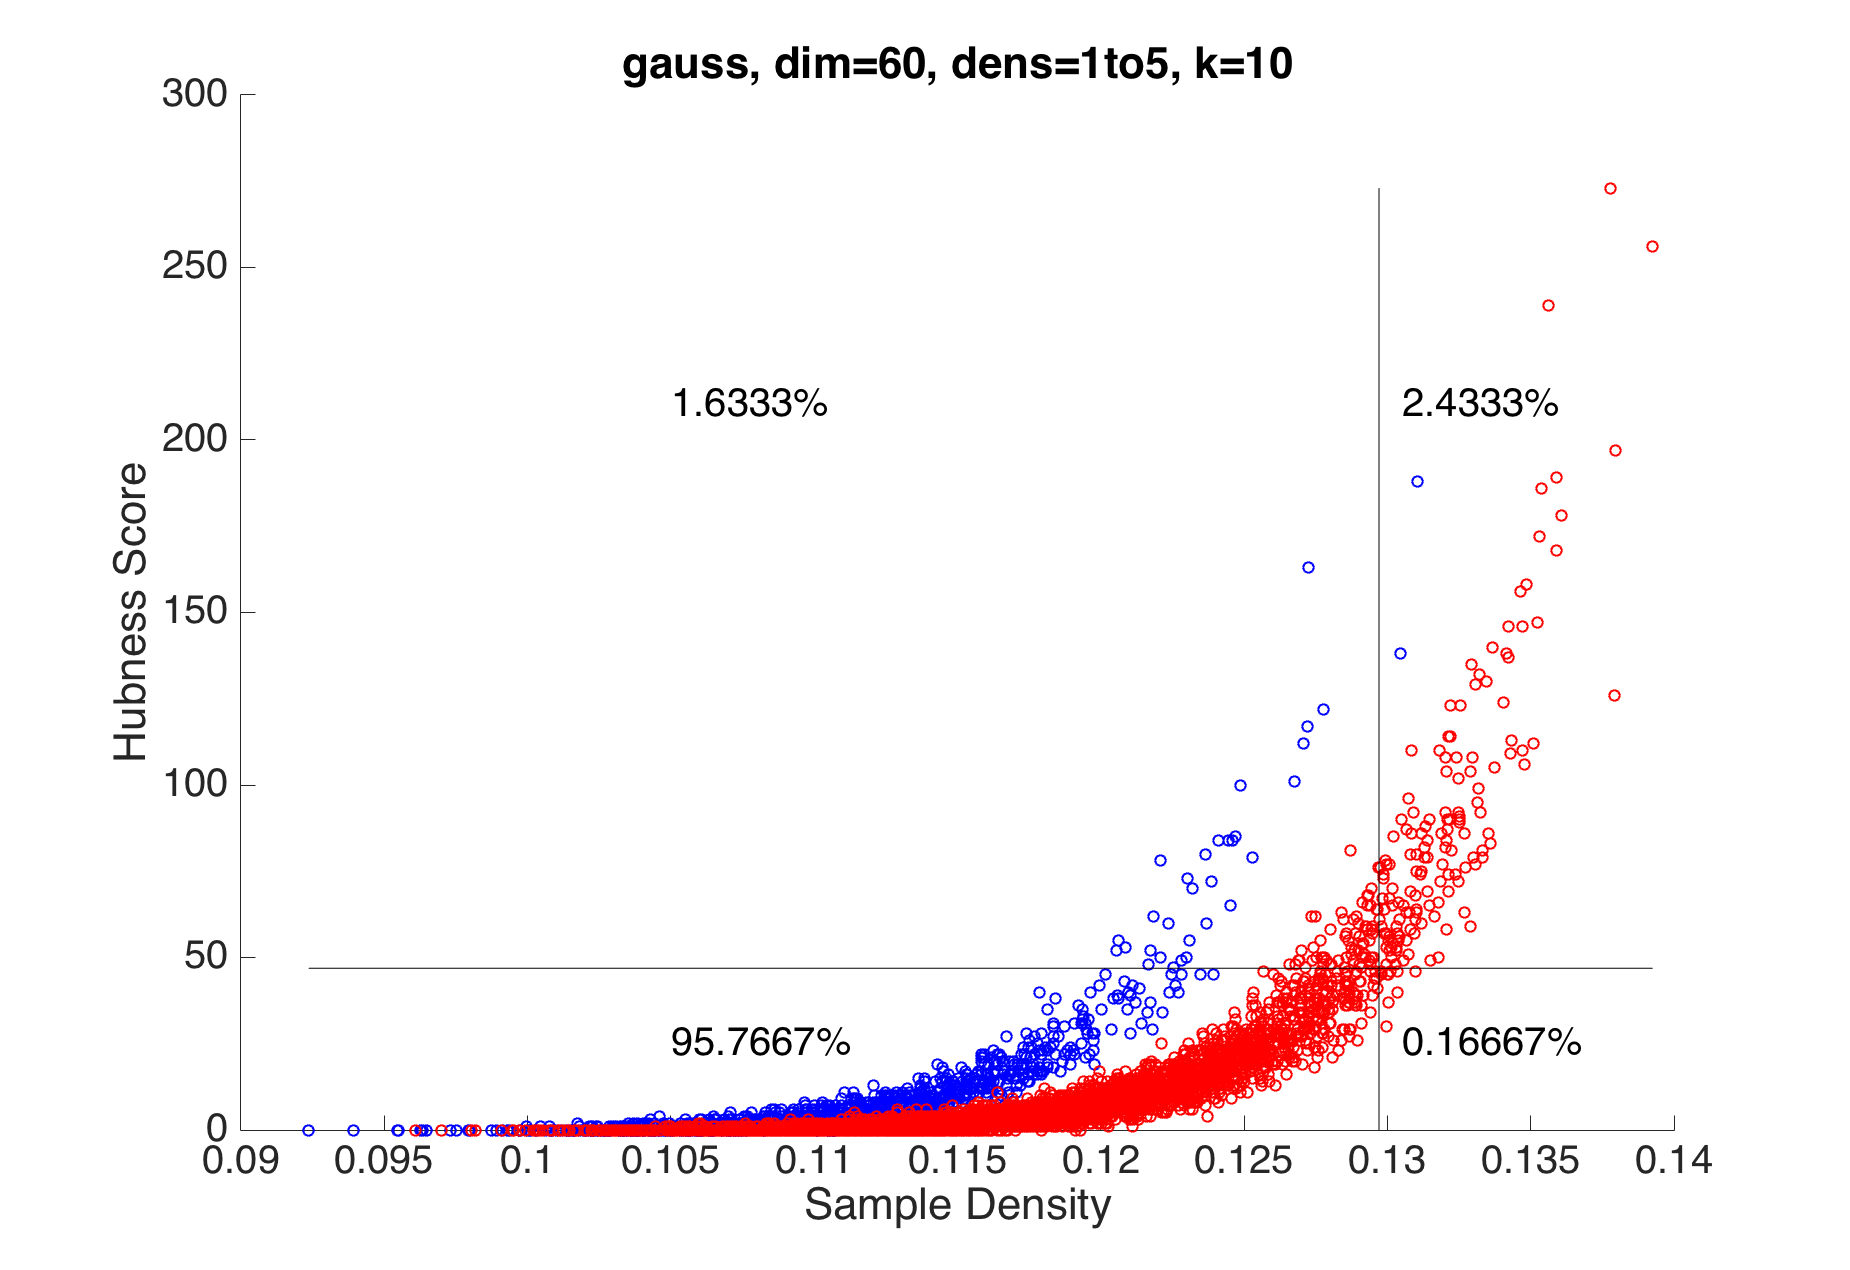 gauss, dim=60, dens=1to5, k=10
300
250
200
150
100
50
0
Hubness Score
1.6333%
2.4333%
95.7667%
0.16667%
0.09 0.095 0.1 0.105 0.11 0.115 0.12 0.125 0.13 0.135 0.14
Sample Density